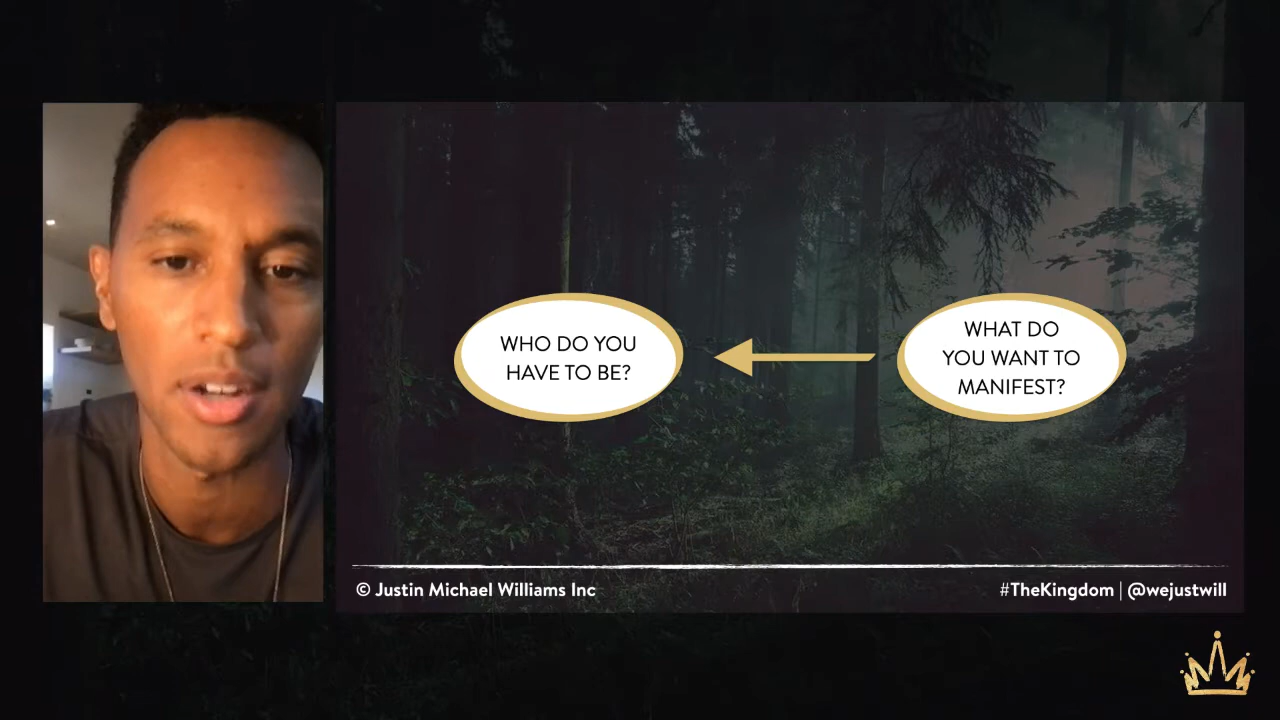 WHO DO YOU
HAVE TO BE?
WHAT DO
YOU WANT TO
MANIFEST?
© Justin Michael Williams Inc
#TheKingdom | @wejustwill